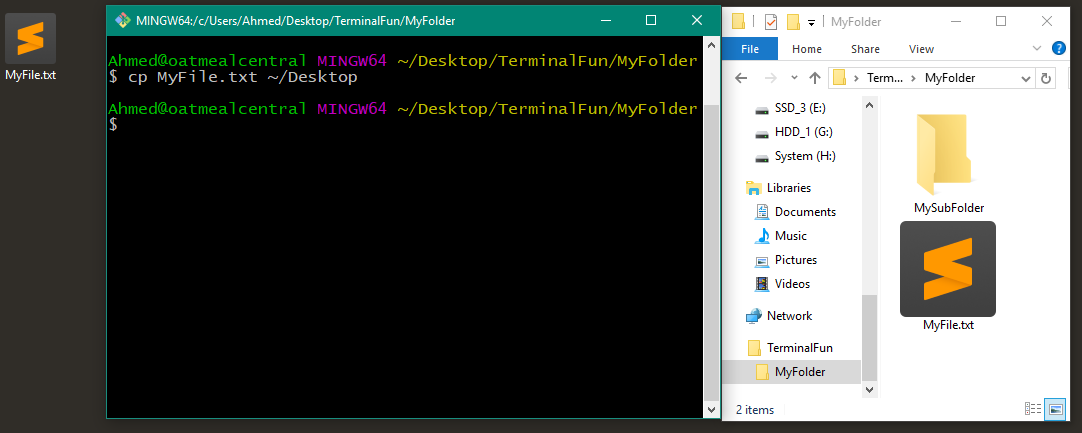 MyFile.txt
MINGW64:/c/Users/Ahmed/Desktop/TerminalFun/MyFolder
Ahmed@oatmealcentral MINGW64 ~/Desktop/TerminalFun/MyFolder
$ cp MyFile.txt ~/Desktop
Ahmed@oatmealcentral MINGW64 ~/Desktop/TerminalFun/MyFolder
$
MyFolder
File Home Share View
Term... MyFolder
SSD_3 (E:)
HDD_1 (G:)
System (H:)
Libraries
Documents
Music
Pictures
Videos
Network
TerminalFun
MyFolder
MySubFolder
MyFile.txt
2 items